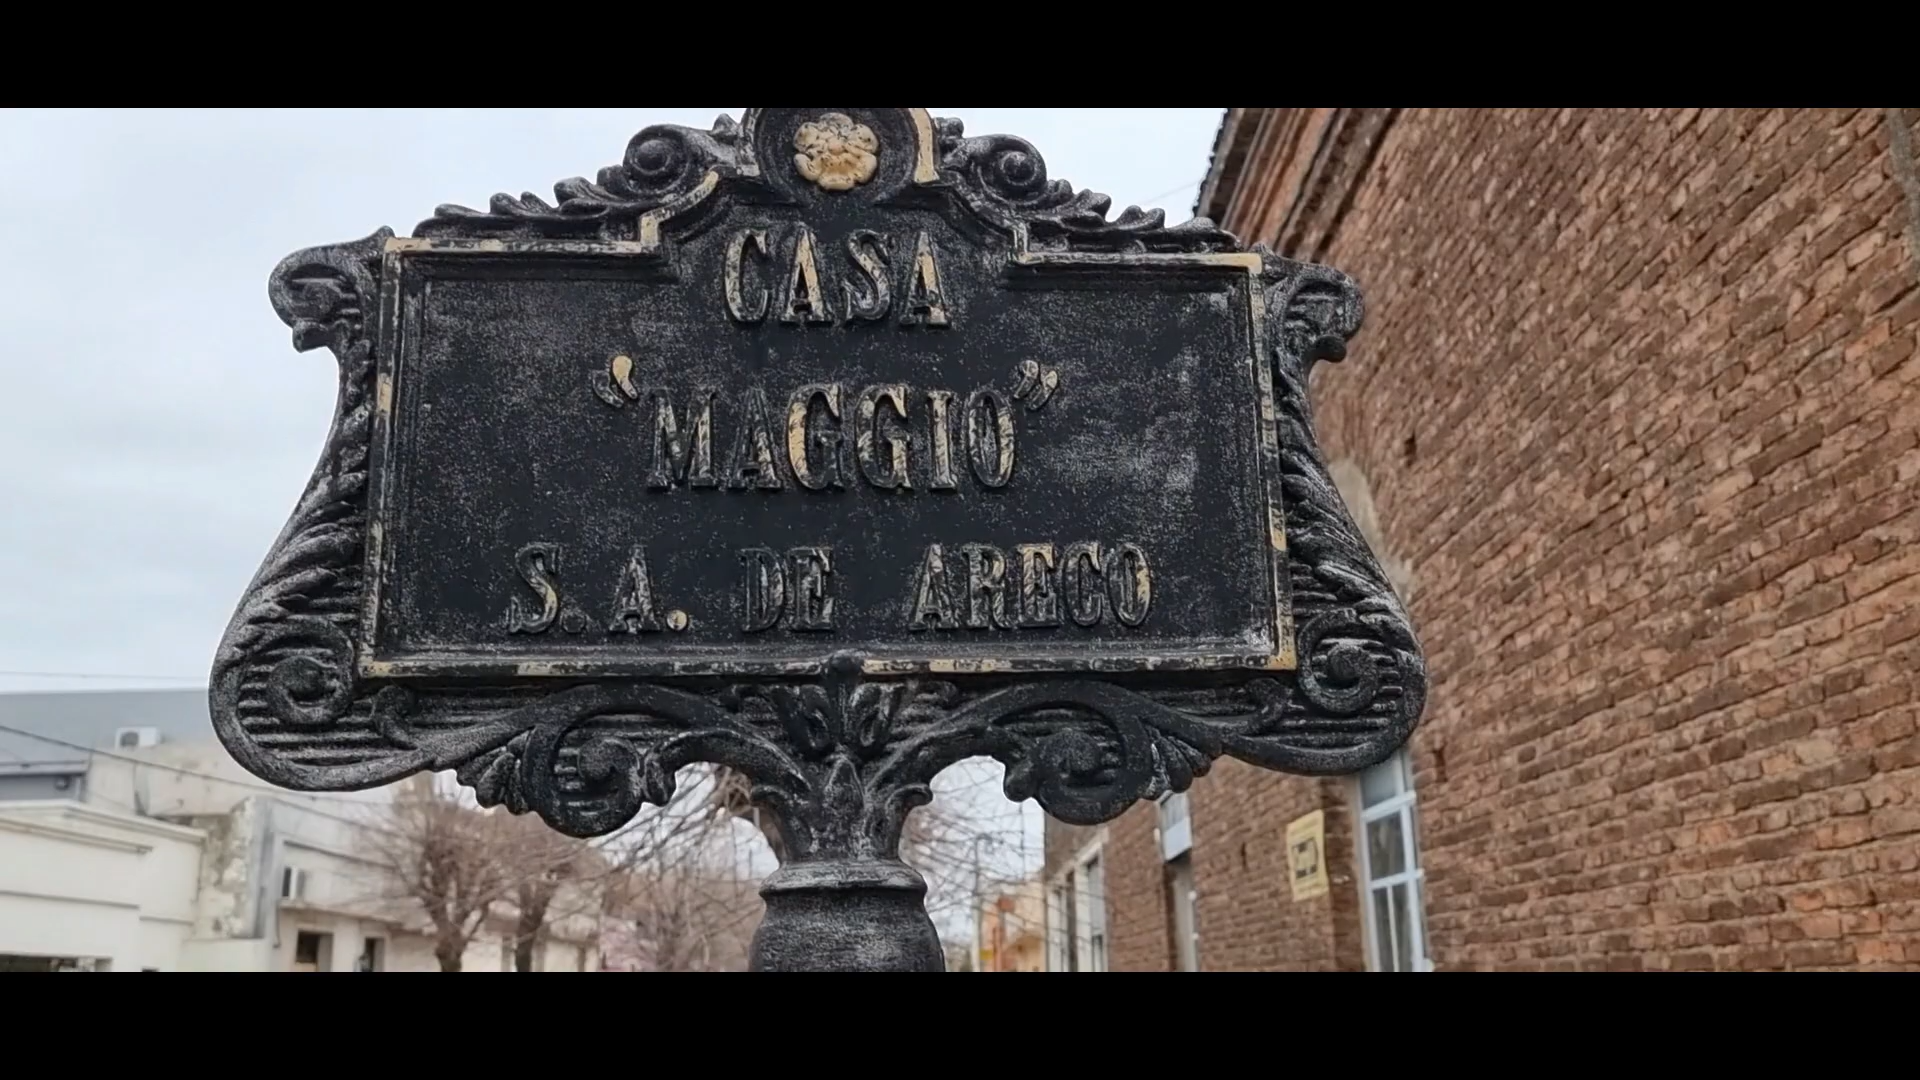 CASA
“MAGGIO”
S. A. DE ARECO